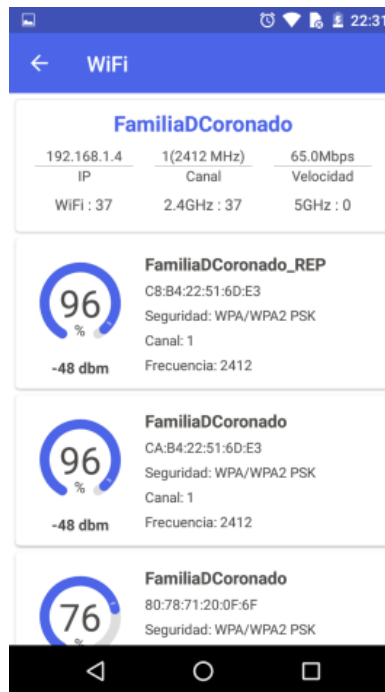 22:31
WiFi
FamiliaDCoronado
192.168.1.4 1(2412 MHz) 65.0Mbps
IP Canal Velocidad
WiFi : 37 2.4GHz : 37 5GHz : 0
FamiliaDCoronado_REP
C8:B4:22:51:6D:E3
Seguridad: WPA/WPA2 PSK
Canal: 1
Frecuencia: 2412
96
%
-48 dbm
FamiliaDCoronado
CA:B4:22:51:6D:E3
Seguridad: WPA/WPA2 PSK
Canal: 1
Frecuencia: 2412
96
%
-48 dbm
FamiliaDCoronado
80:78:71:20:0F:6F
Seguridad: WPA/WPA2 PSK
76
%